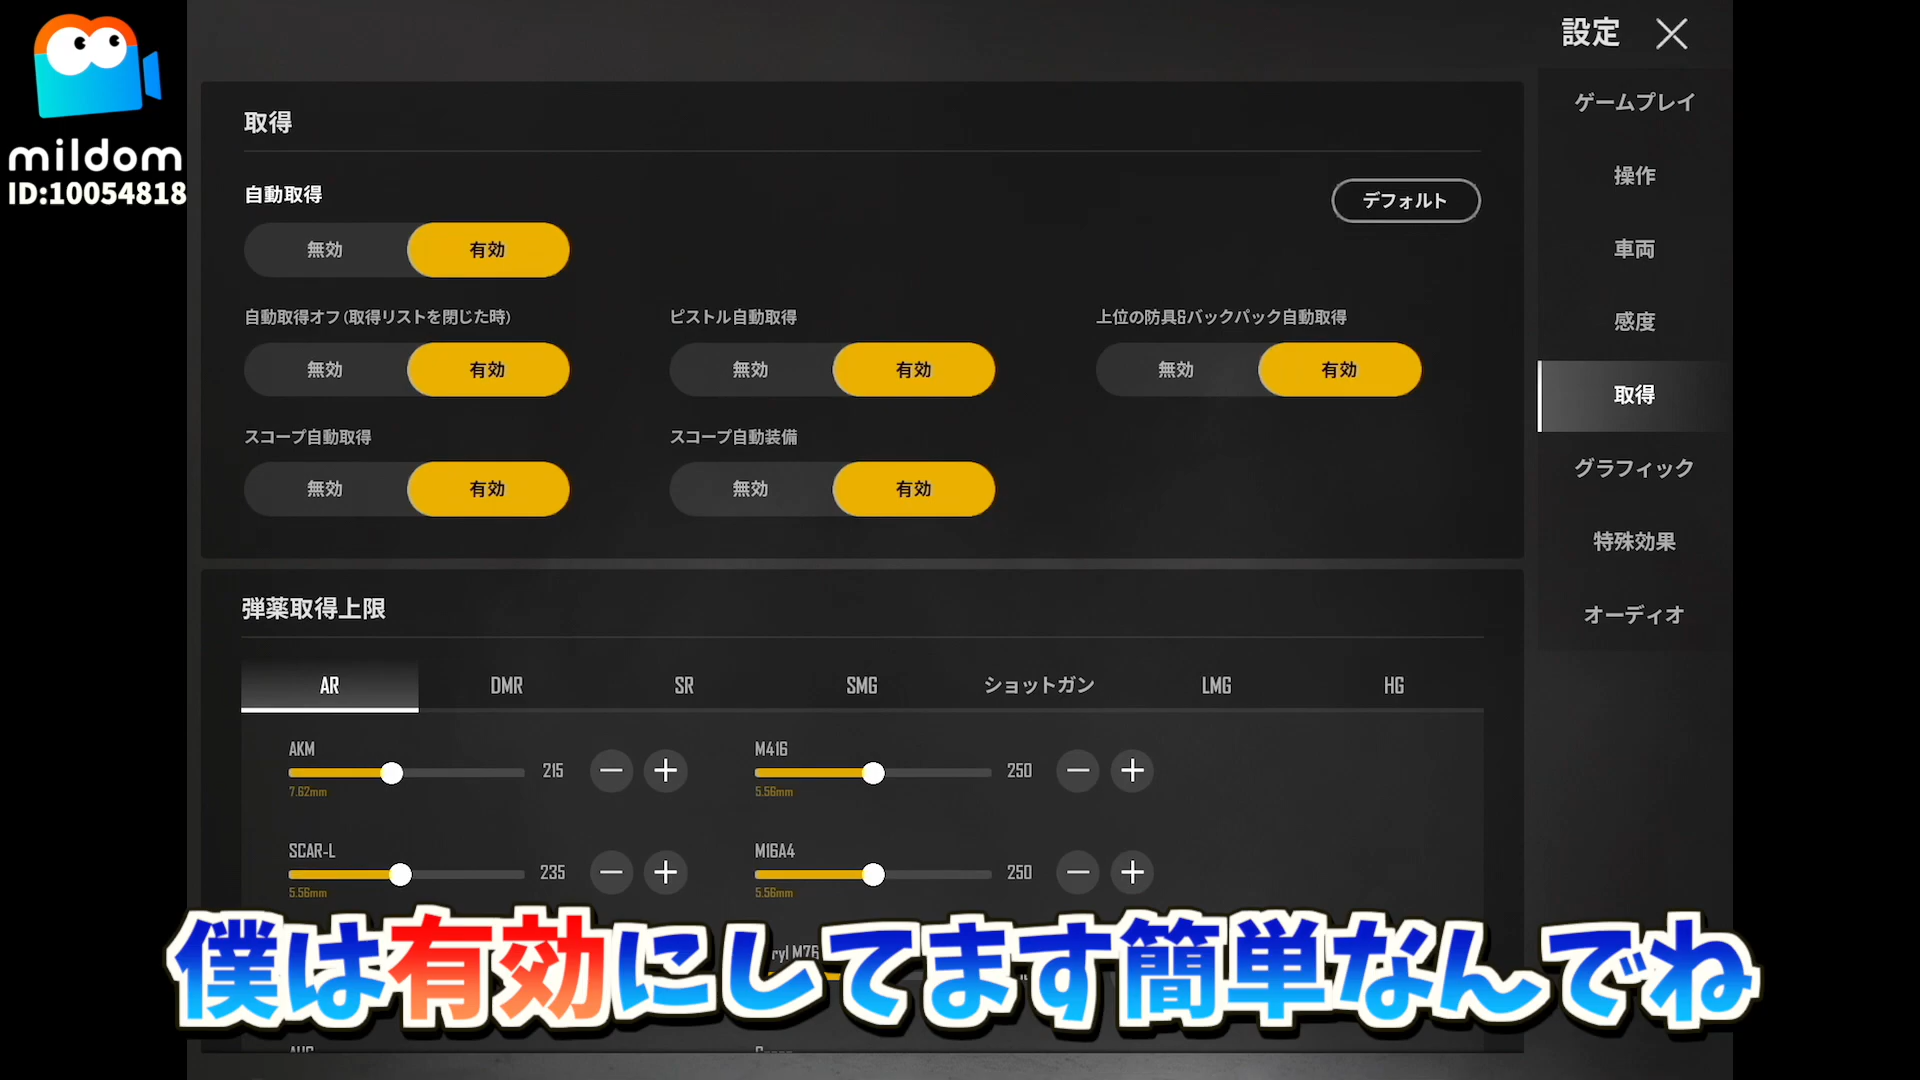 mildom
ID:10054818
設定
取得
自動取得
デフォルト
無効 有効
自動取得オフ(取得リストを閉じた時)
無効 有効
ピストル自動取得
無効 有効
上位の防具&バックパック自動取得
無効 有効
スコープ自動取得
無効 有効
スコープ自動装備
無効 有効
弾薬取得上限
AR DMR SR SMG ショットガン LMG HG
AKM
215
7.62mm
M416
250
5.56mm
SCAR-L
235
5.56mm
M16A4
250
5.56mm
M76
僕は有効にしてます簡単なんでね
ゲームプレイ
操作
車両
感度
取得
グラフィック
特殊効果
オーディオ